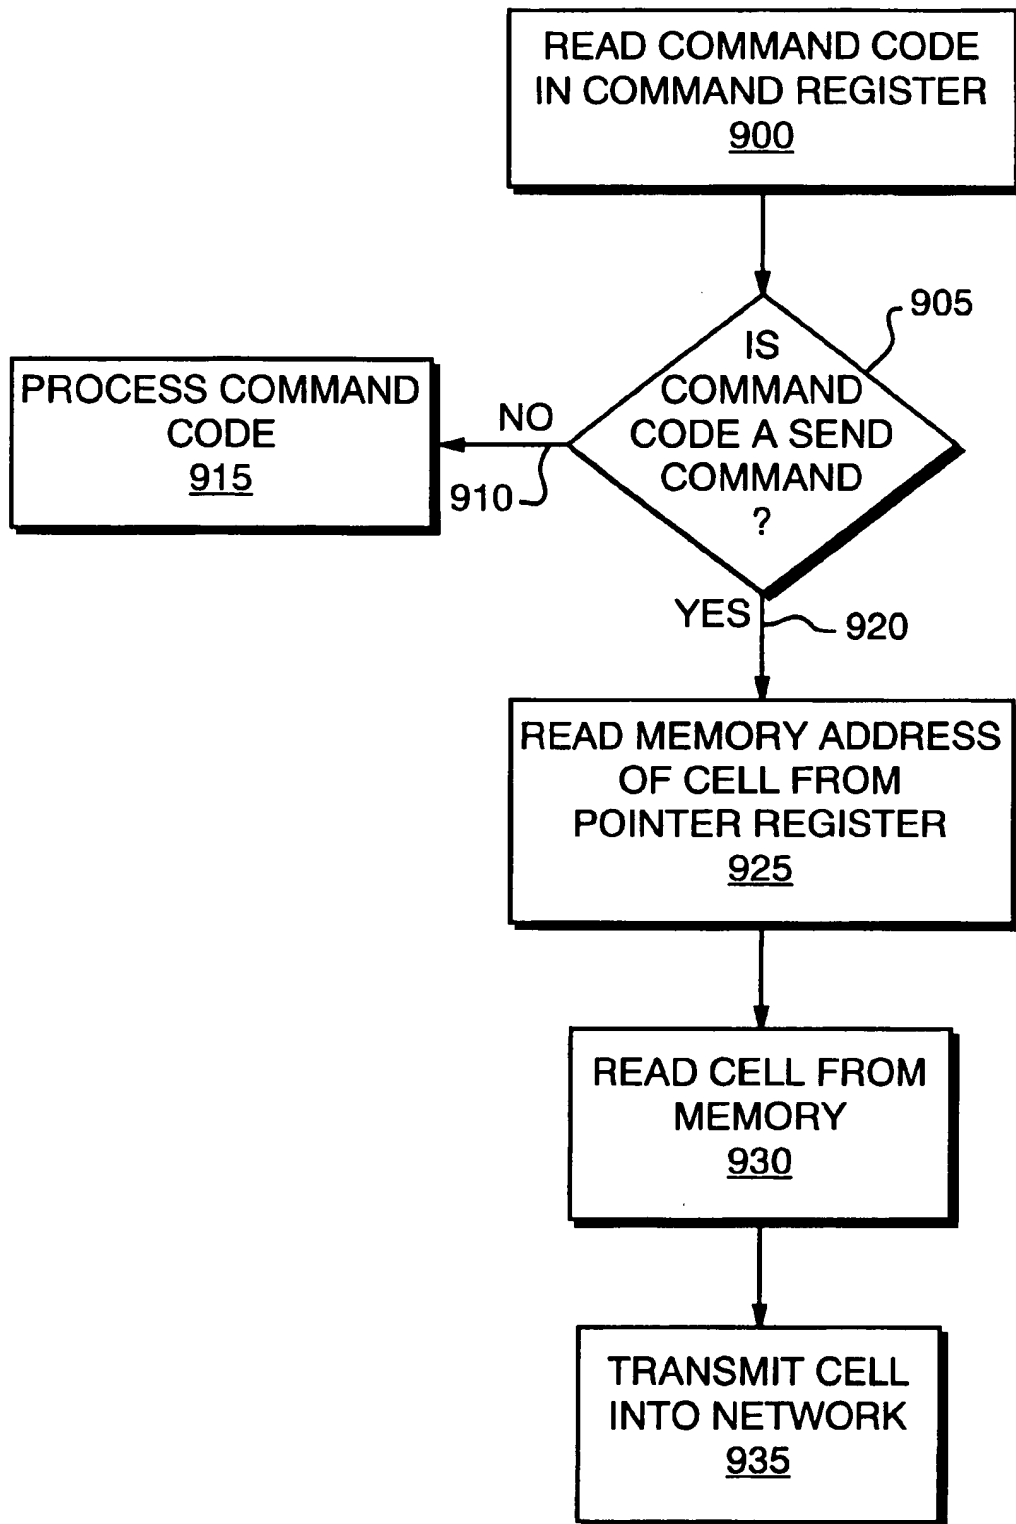 READ COMMAND CODE
IN COMMAND REGISTER
900
905
IS
COMMAND
CODE A SEND
COMMAND
?
NO
910
PROCESS COMMAND
CODE
915
YES
920
READ MEMORY ADDRESS
OF CELL FROM
POINTER REGISTER
925
READ CELL FROM
MEMORY
930
TRANSMIT CELL
INTO NETWORK
935